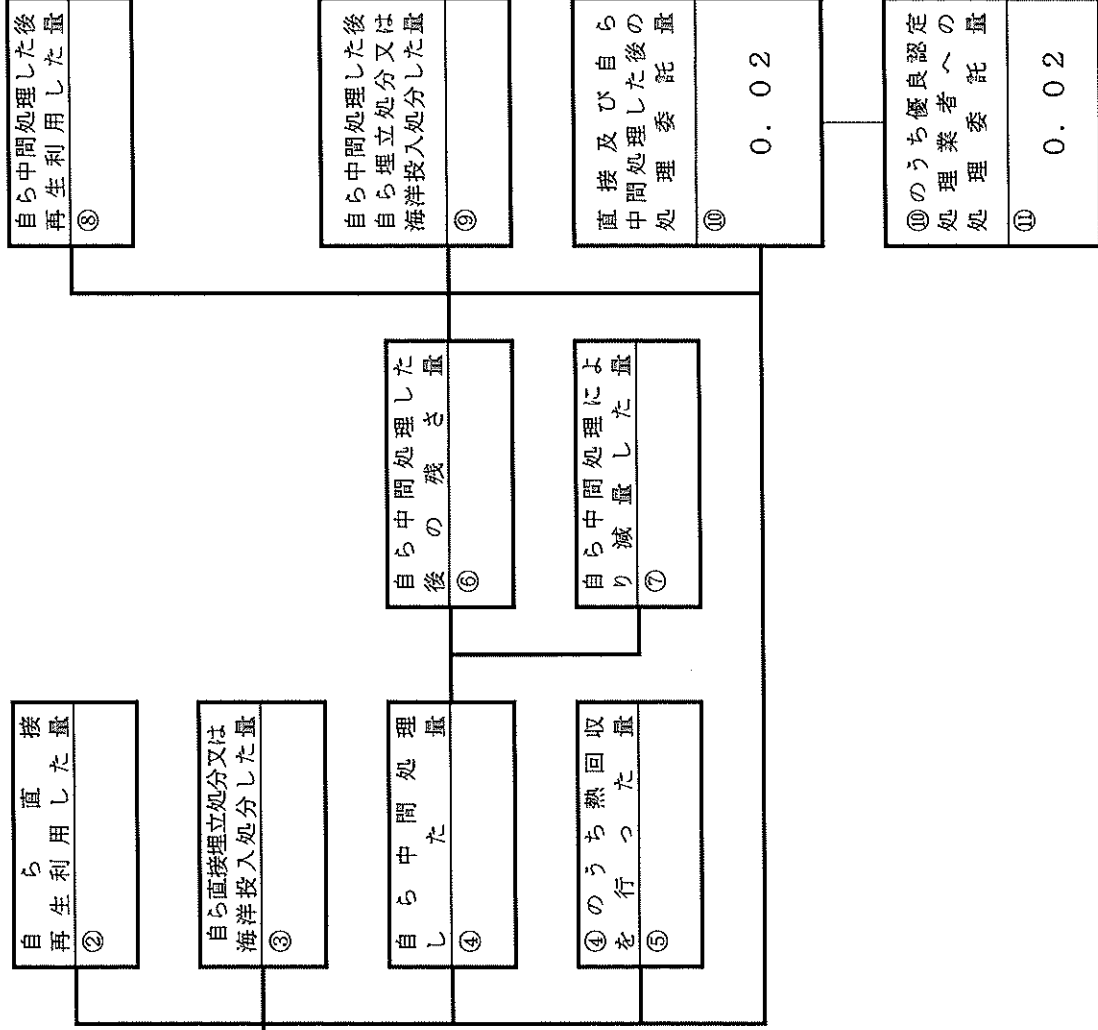 自ら直接
再生利用した量
②
自ら直接埋立処分又は
海洋投入処分した量
③
自ら中間処理
した量
④
④のうち熱回収
を行った量
⑤
自ら中間処理した
後の残さ量
⑥
自ら中間処理によ
り減量した量
⑦
自ら中間処理した後
再生利用した量
⑧
自ら中間処理した後
自ら埋立処分又は
海洋投入処分した量
⑨
直接及び自ら
中間処理した後の
処理委託量
⑩
0.02
⑩のうち優良認定
処理業者への
処理委託量
⑪
0.02